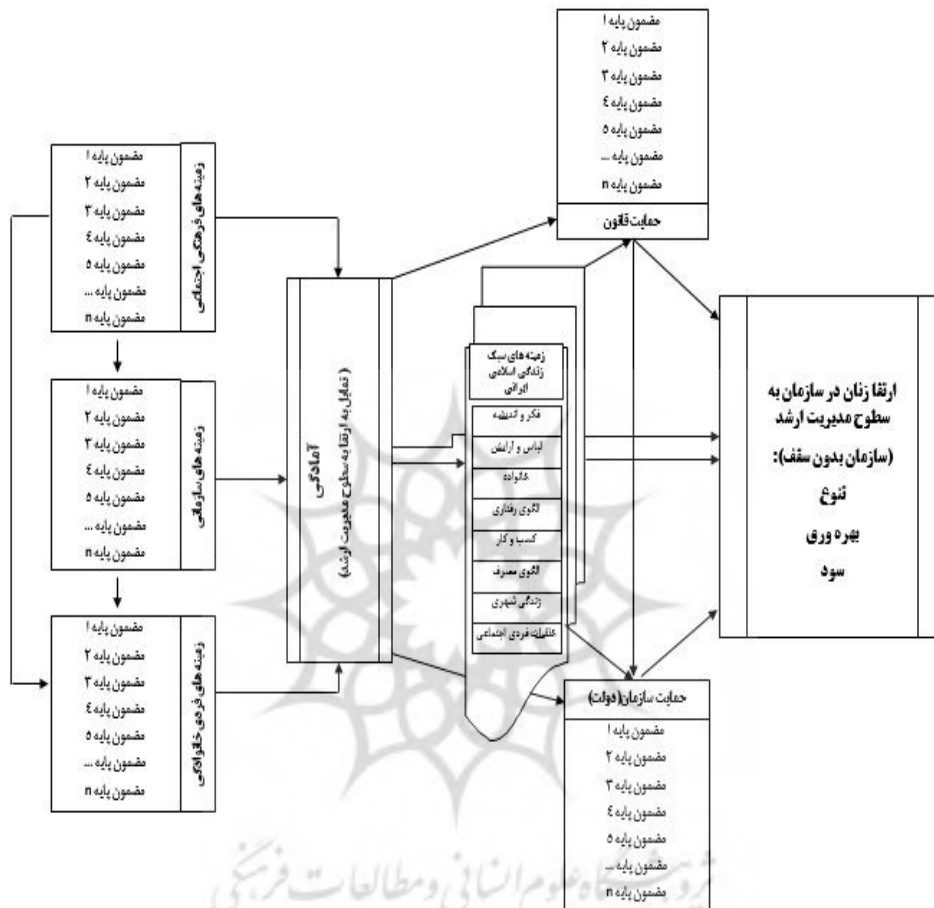 مضمون پایه ۱
مضمون پایه ۲
مضمون پایه ۳
مضمون پایه ٤
مضمون پایه ٥
مضمون پایه ...
مضمون پایه n
حمایت قانون
زمینه های فرهنگی اجتماعی
مضمون پایه ۱
مضمون پایه ۲
مضمون پایه ۳
مضمون پایه ٤
مضمون پایه ٥
مضمون پایه ...
مضمون پایه n
زمینه های سازمانی
مضمون پایه ۱
مضمون پایه ۲
مضمون پایه ۳
مضمون پایه ٤
مضمون پایه ٥
مضمون پایه ...
مضمون پایه n
زمینه های فردی خانوادگی
مضمون پایه ۱
مضمون پایه ۲
مضمون پایه ۳
مضمون پایه ٤
مضمون پایه ٥
مضمون پایه ...
مضمون پایه n
آمادگی
( تمایل به ارتقا به سطوح مدیریت ارشد)
زمینه های سبک
زندگی اسلامی
ایرانی
فکر و اندیشه
لباس و آرایش
خانواده
الگوی رفتاری
کسب و کار
الگوی مصرف
زندگی شهری
خلقیات فردی اجتماعی
ارتقا زنان در سازمان به
سطوح مدیریت ارشد
(سازمان بدون سقف):
تنوع
بهره ورق
سود
حمایت سازمان( دولت)
مضمون پایه ۱
مضمون پایه ۲
مضمون پایه ۳
مضمون پایه ٤
مضمون پایه ٥
مضمون پایه ...
مضمون پایه n
پژوهشگاه علوم انسانی و مطالعات فرهنگی